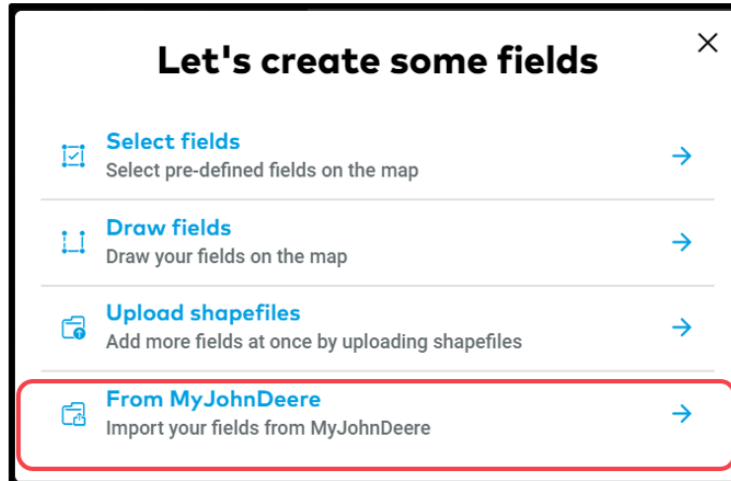 Let's create some fields
Select fields
Select pre-defined fields on the map
Draw fields
Draw your fields on the map
Upload shapefiles
Add more fields at once by uploading shapefiles
From MyJohnDeere
Import your fields from MyJohnDeere